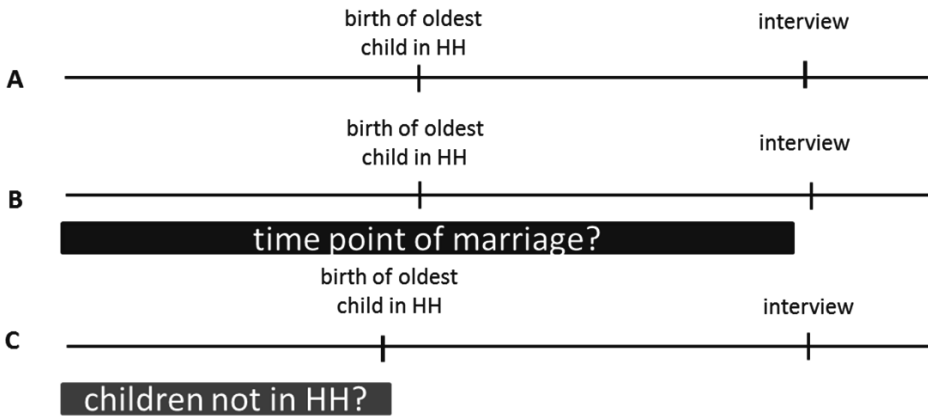 birth of oldest
child in HH
interview
A
birth of oldest
child in HH
interview
B
time point of marriage?
birth of oldest
child in HH
interview
C
children not in HH?